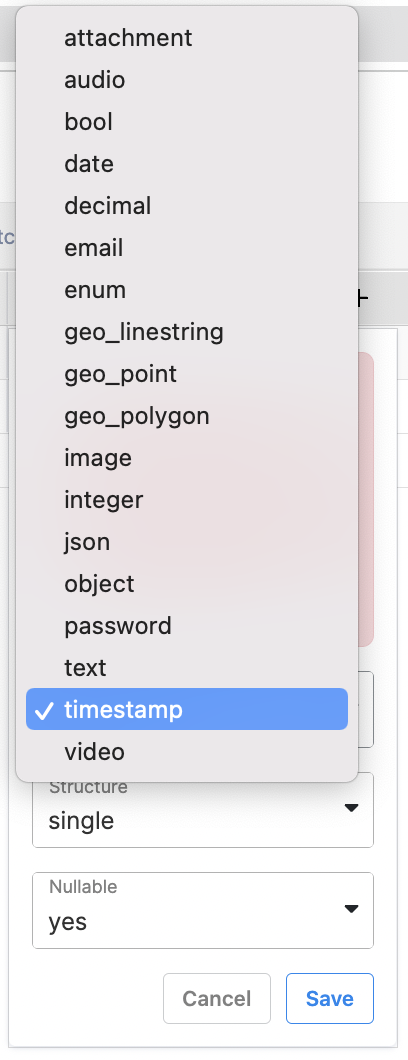 attachment
audio
bool
date
decimal
email
enum
geo_linestring
geo_point
geo_polygon
image
integer
json
object
password
text
✓ timestamp
video
Structure
single
Nullable
yes
Cancel Save